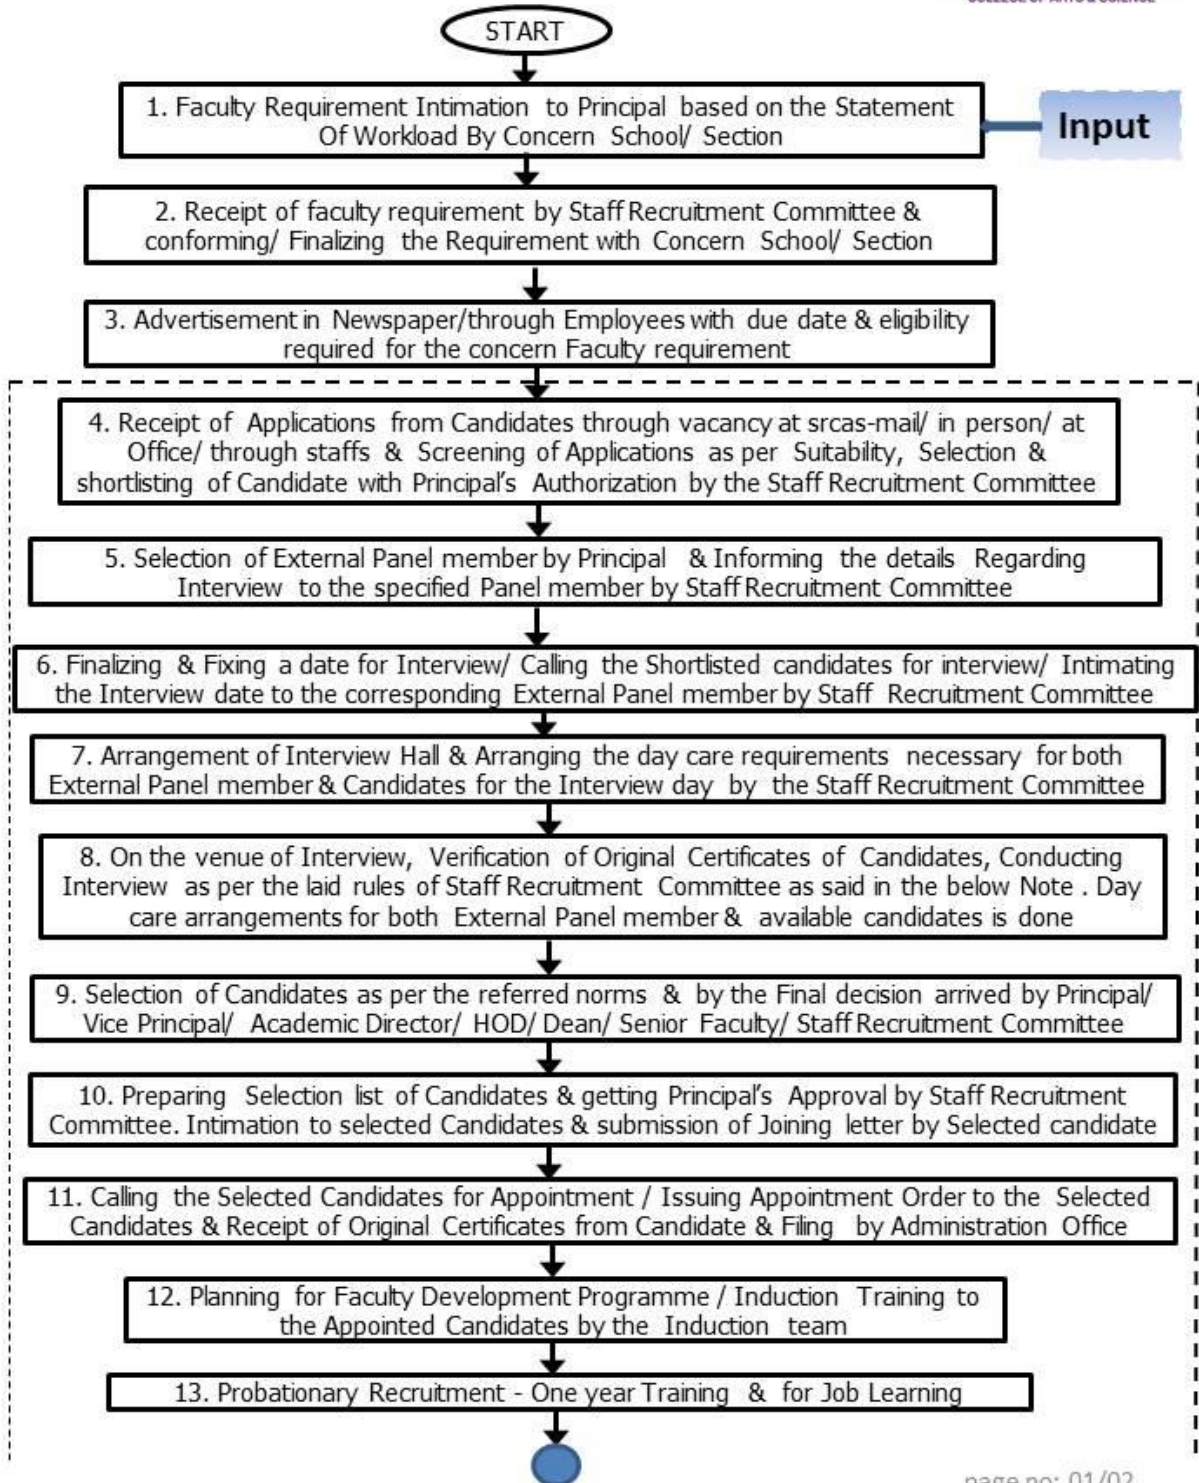 COLLEGE OF ARTS & SCIENCE
START
1. Faculty Requirement Intimation to Principal based on the Statement
Of Workload By Concern School/ Section
Input
2. Receipt of faculty requirement by Staff Recruitment Committee &
conforming/ Finalizing the Requirement with Concern School/ Section
3. Advertisement in Newspaper/through Employees with due date & eligibility
required for the concern Faculty requirement
4. Receipt of Applications from Candidates through vacancy at srcas-mail/ in person/ at
Office/ through staffs & Screening of Applications as per Suitability, Selection &
shortlisting of Candidate with Principal's Authorization by the Staff Recruitment Committee
5. Selection of External Panel member by Principal & Informing the details Regarding
Interview to the specified Panel member by Staff Recruitment Committee
6. Finalizing & Fixing a date for Interview/ Calling the Shortlisted candidates for interview/ Intimating
the Interview date to the corresponding External Panel member by Staff Recruitment Committee
7. Arrangement of Interview Hall & Arranging the day care requirements necessary for both
External Panel member & Candidates for the Interview day by the Staff Recruitment Committee
8. On the venue of Interview, Verification of Original Certificates of Candidates, Conducting
Interview as per the laid rules of Staff Recruitment Committee as said in the below Note . Day
care arrangements for both External Panel member & available candidates is done
9. Selection of Candidates as per the referred norms & by the Final decision arrived by Principal/
Vice Principal/ Academic Director/ HOD/ Dean/ Senior Faculty/ Staff Recruitment Committee
10. Preparing Selection list of Candidates & getting Principal's Approval by Staff Recruitment
Committee. Intimation to selected Candidates & submission of Joining letter by Selected candidate
11. Calling the Selected Candidates for Appointment / Issuing Appointment Order to the Selected
Candidates & Receipt of Original Certificates from Candidate & Filing by Administration Office
12. Planning for Faculty Development Programme / Induction Training to
the Appointed Candidates by the Induction team
13. Probationary Recruitment - One year Training & for Job Learning
page no: 01/02